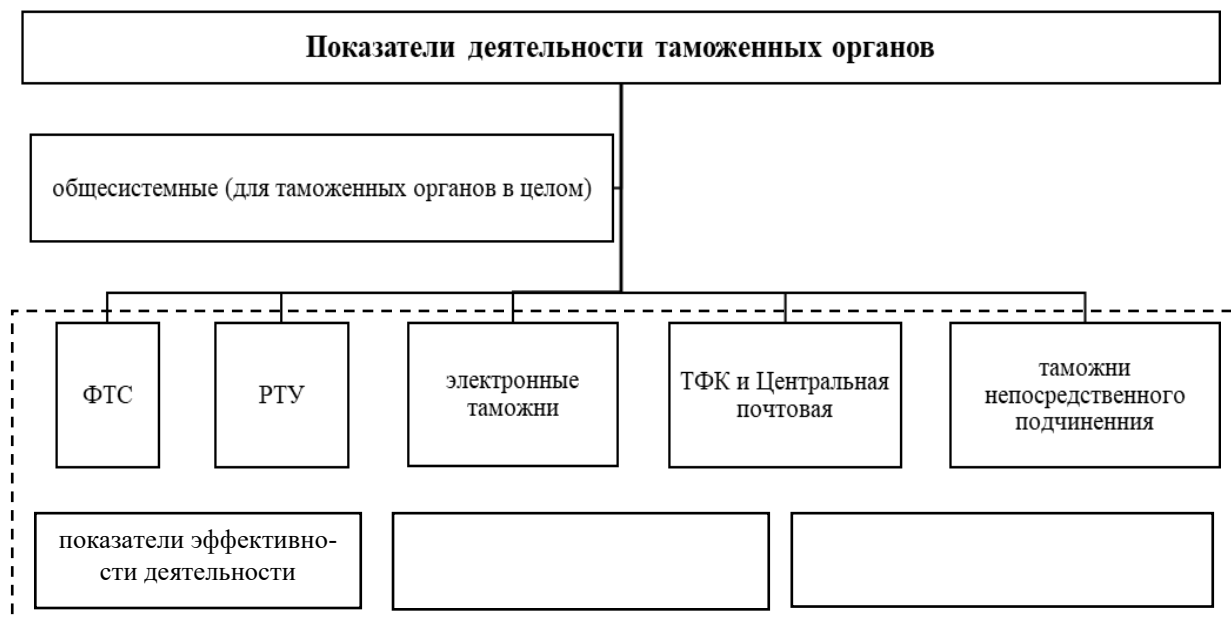 Показатели деятельности таможенных органов
общесистемные (для таможенных органов в целом)
ФТС
РТУ
электронные
таможни
ТФК и Центральная
почтовая
таможни
непосредственного
подчиненния
показатели эффективно-
сти деятельности